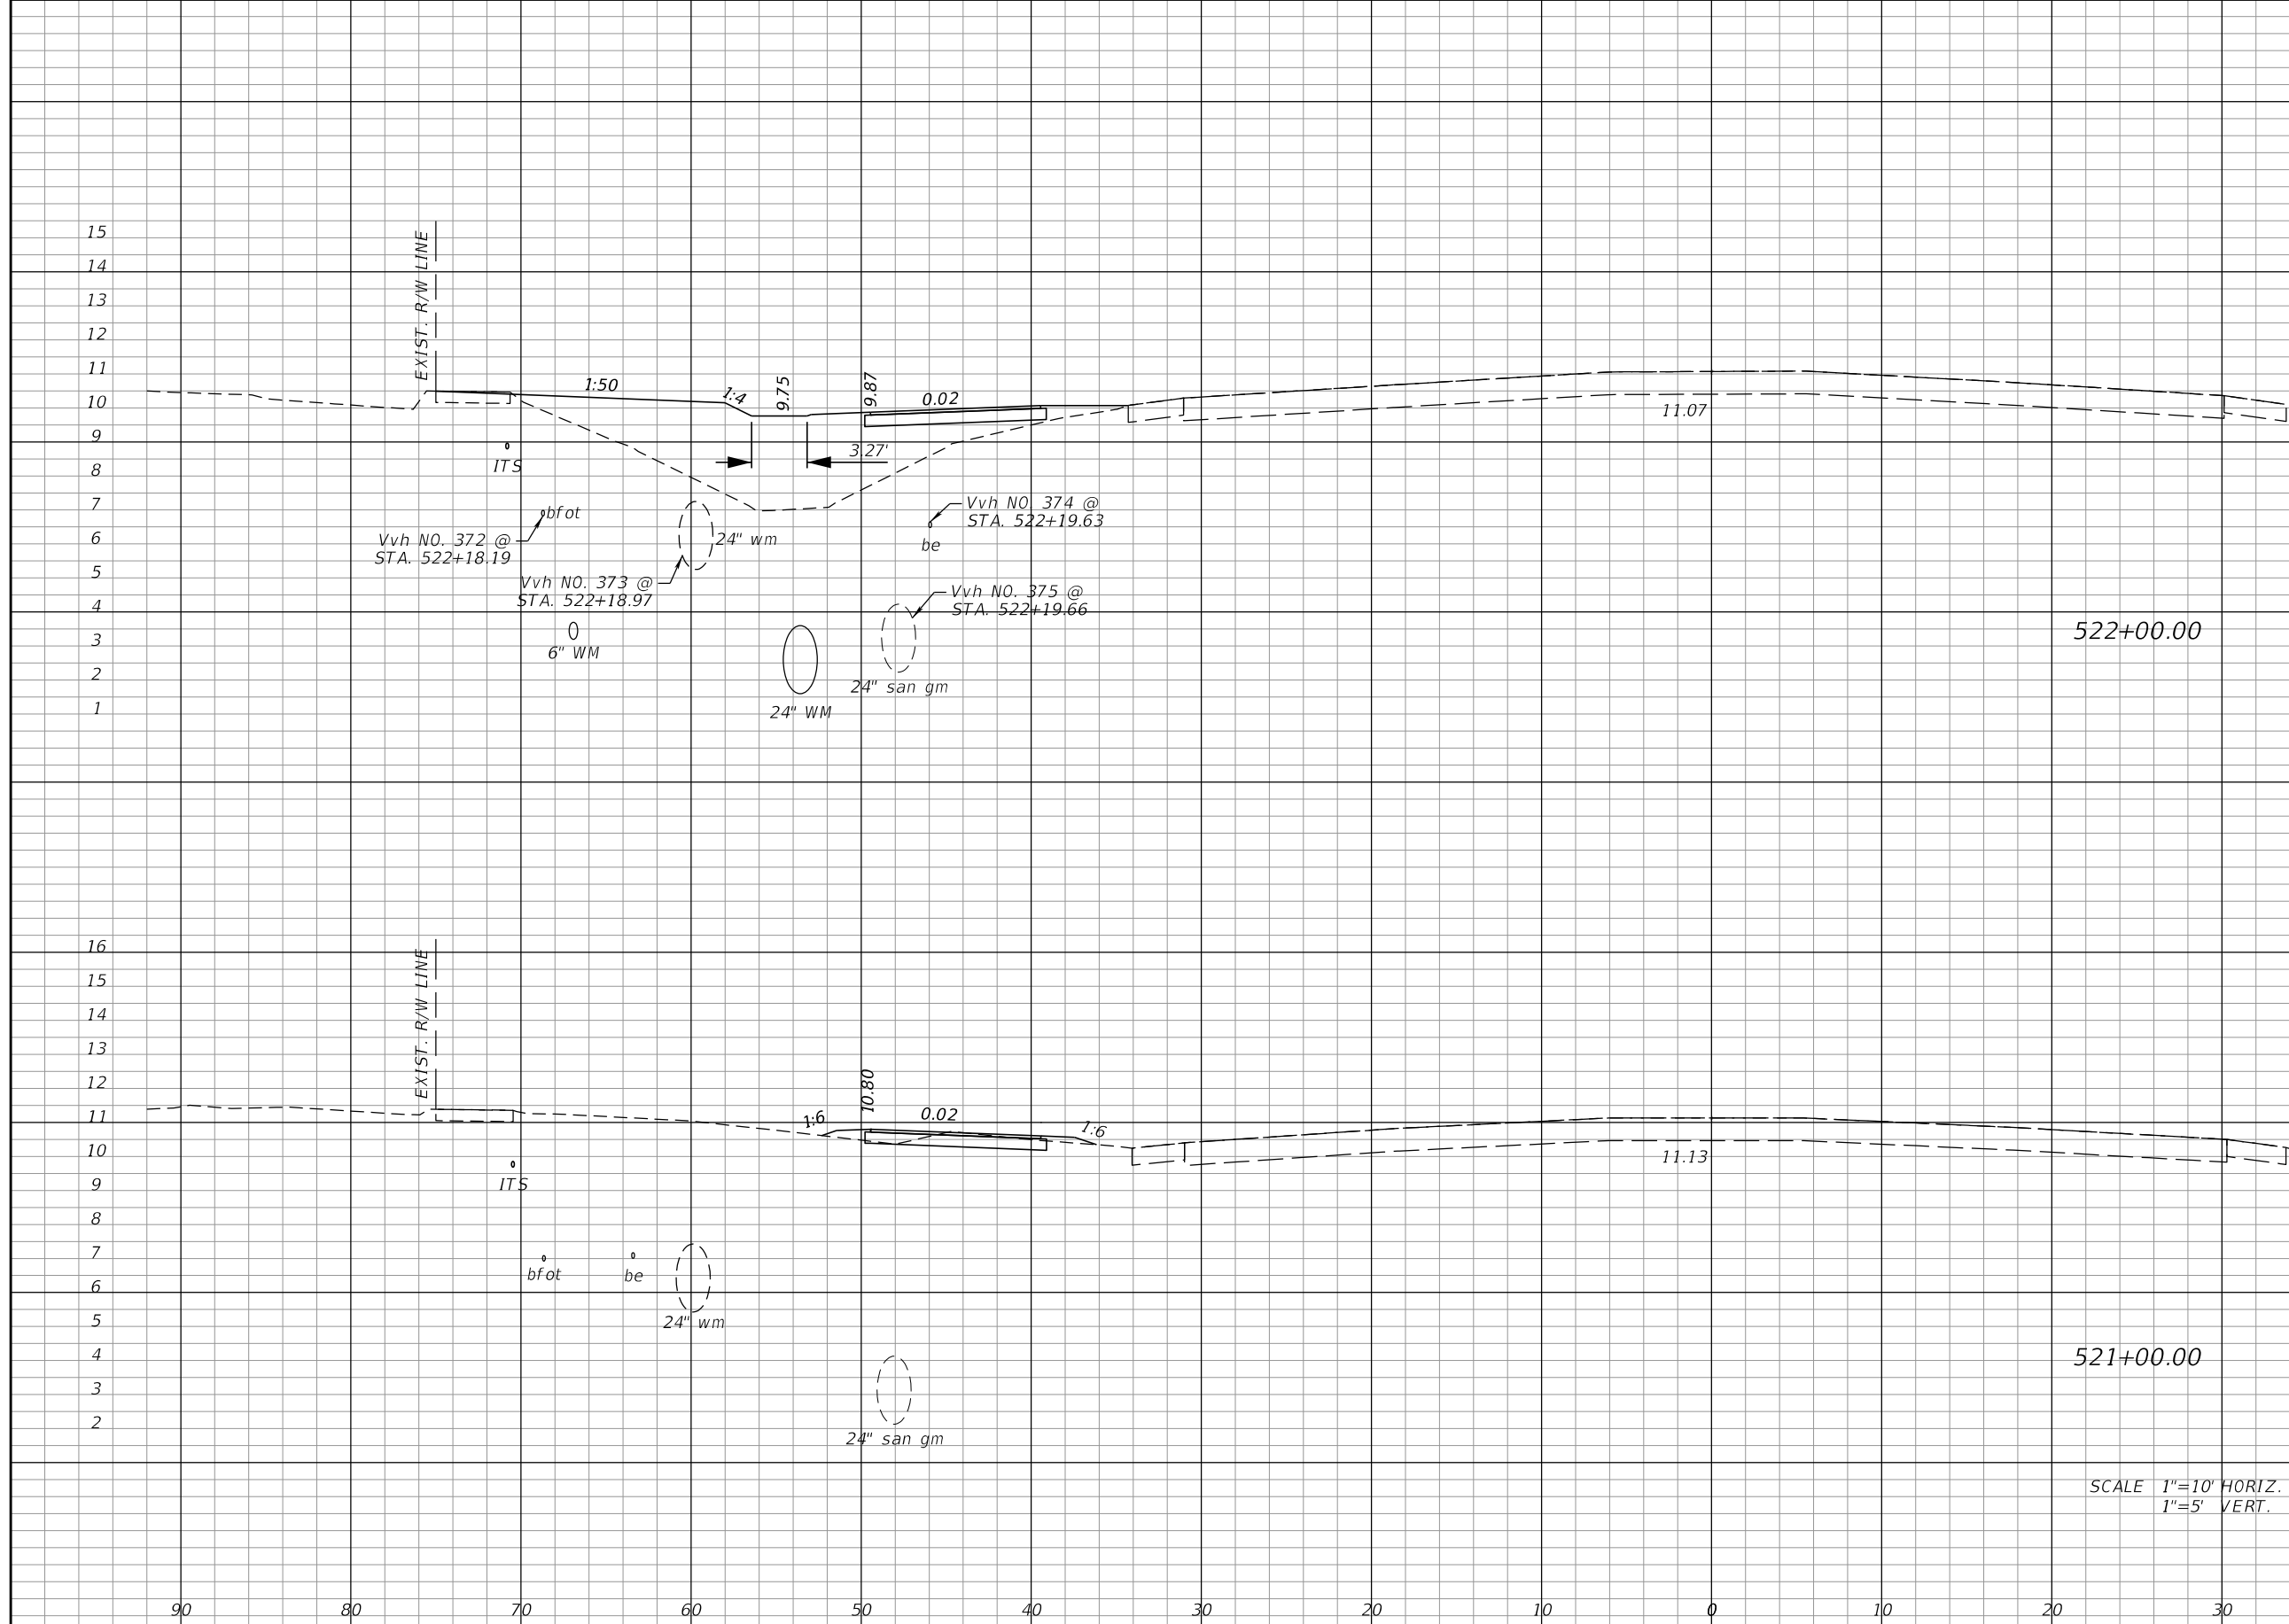 15
14
13
12
11
10
9
8
7
6
5
4
3
2
1
EXIST. R/W LINE
1:50
1:4
9.75
9.87
0.02
3.27'
11.07
ITS
bfot
Vvh NO. 372 @
STA. 522+18.19
24" wm
Vvh NO. 373 @
STA. 522+18.97
Vvh NO. 374 @
STA. 522+19.63
be
Vvh NO. 375 @
STA. 522+19.66
6" WM
24" WM
24" san gm
522+00.00
16
15
14
13
12
11
10
9
8
7
6
5
4
3
2
EXIST. R/W LINE
1:6
10.80
0.02
1:6
11.13
ITS
bfot
be
24" wm
24" san gm
521+00.00
SCALE 1"=10' HORIZ.
1"=5' VERT.
90 80 70 60 50 40 30 20 10 0 10 20 30